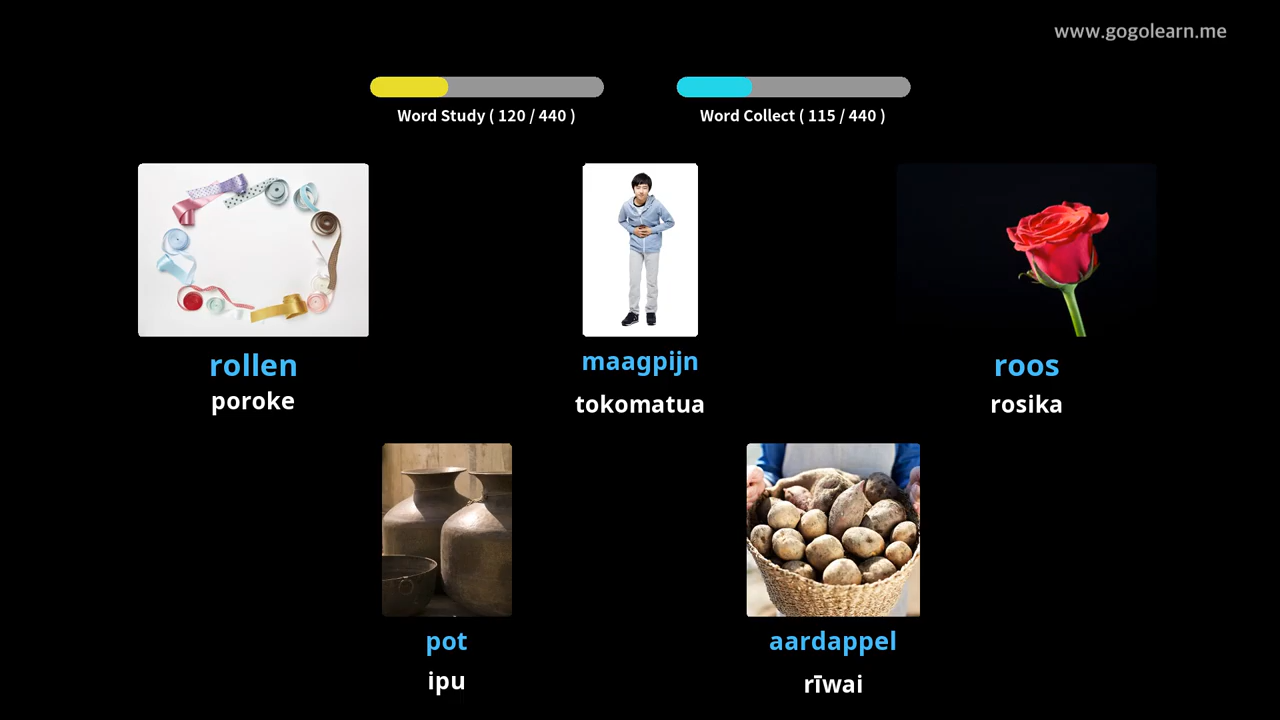 www.gogolearn.me
Word Study ( 120 / 440 )
Word Collect ( 115 / 440 )
rollen
poroke
maagpijn
tokomatua
roos
rosika
pot
ipu
aardappel
rīwai